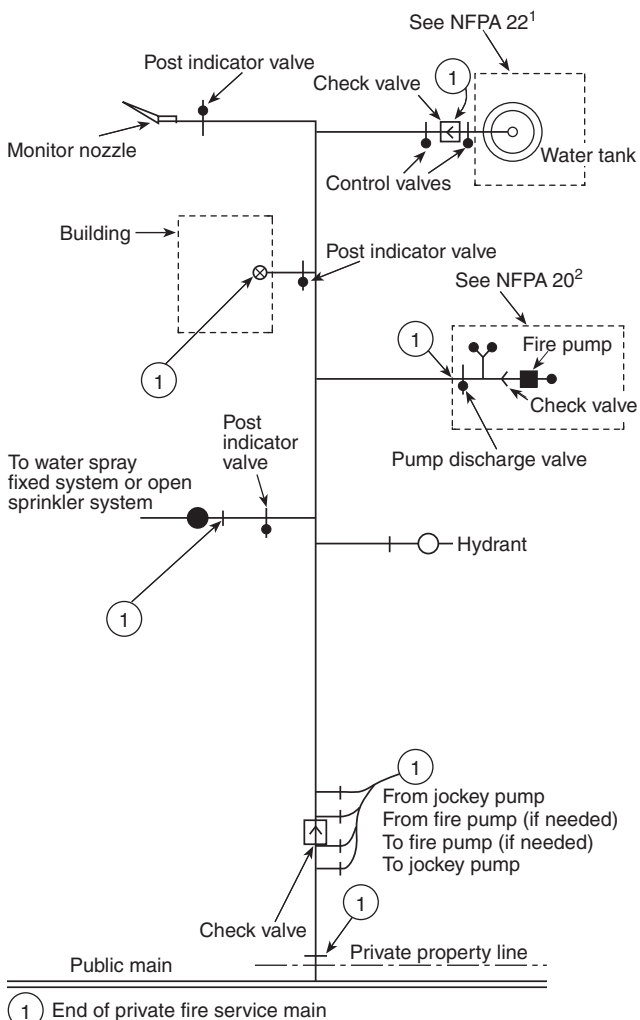 See NFPA 22¹
Post indicator valve
Check valve
1
Monitor nozzle
Water tank
Control valves
Building
Post indicator valve
See NFPA 20²
1
Fire pump
1
Check valve
Post
indicator
valve
Pump discharge valve
To water spray
fixed system or open
sprinkler system
Hydrant
1
1
From jockey pump
From fire pump (if needed)
To fire pump (if needed)
To jockey pump
1
Check valve
Private property line
Public main
1 End of private fire service main